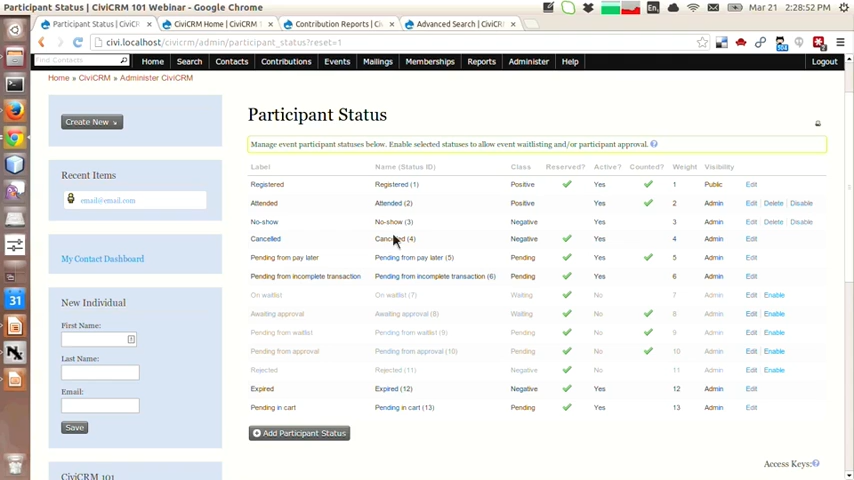 Participant Status | CiviCRM 101 Webinar - Google Chrome
En
Mar 21 2:28:52 PM
Participant Status | CiviC
CiviCRM Home | CiviCRM
Contribution Reports | Civ
Advanced Search | CiviCRM
civi.localhost/civicrm/admin/participant_status?reset=1
Find Contacts
Home Search Contacts Contributions Events Mailings Memberships Reports Administer Help Logout
Home » CiviCRM » Administer CiviCRM
Create New
Recent Items
email@email.com
My Contact Dashboard
New Individual
First Name:
Last Name:
Email:
Save
CiviCRM 101
Participant Status
Manage event participant statuses below. Enable selected statuses to allow event waitlisting and/or participant approval.
Label Name (Status ID) Class Reserved? Active? Counted? Weight Visibility
Registered Registered (1) Positive Yes 1 Public Edit
Attended Attended (2) Positive Yes 2 Admin Edit Delete Disable
No-show No-show (3) Negative Yes 3 Admin Edit Delete Disable
Cancelled Cancelled (4) Negative Yes 4 Admin Edit
Pending from pay later Pending from pay later (5) Pending Yes 5 Admin Edit
Pending from incomplete transaction Pending from incomplete transaction (6) Pending Yes 6 Admin Edit
On waitlist On waitlist (7) Waiting No 7 Admin Edit Enable
Awaiting approval Awaiting approval (8) Waiting No 8 Admin Edit Enable
Pending from waitlist Pending from waitlist (9) Pending No 9 Admin Edit Enable
Pending from approval Pending from approval (10) Pending No 10 Admin Edit Enable
Rejected Rejected (11) Negative No 11 Admin Edit Enable
Expired Expired (12) Negative Yes 12 Admin Edit
Pending in cart Pending in cart (13) Pending Yes 13 Admin Edit
Add Participant Status
Access Keys:
31